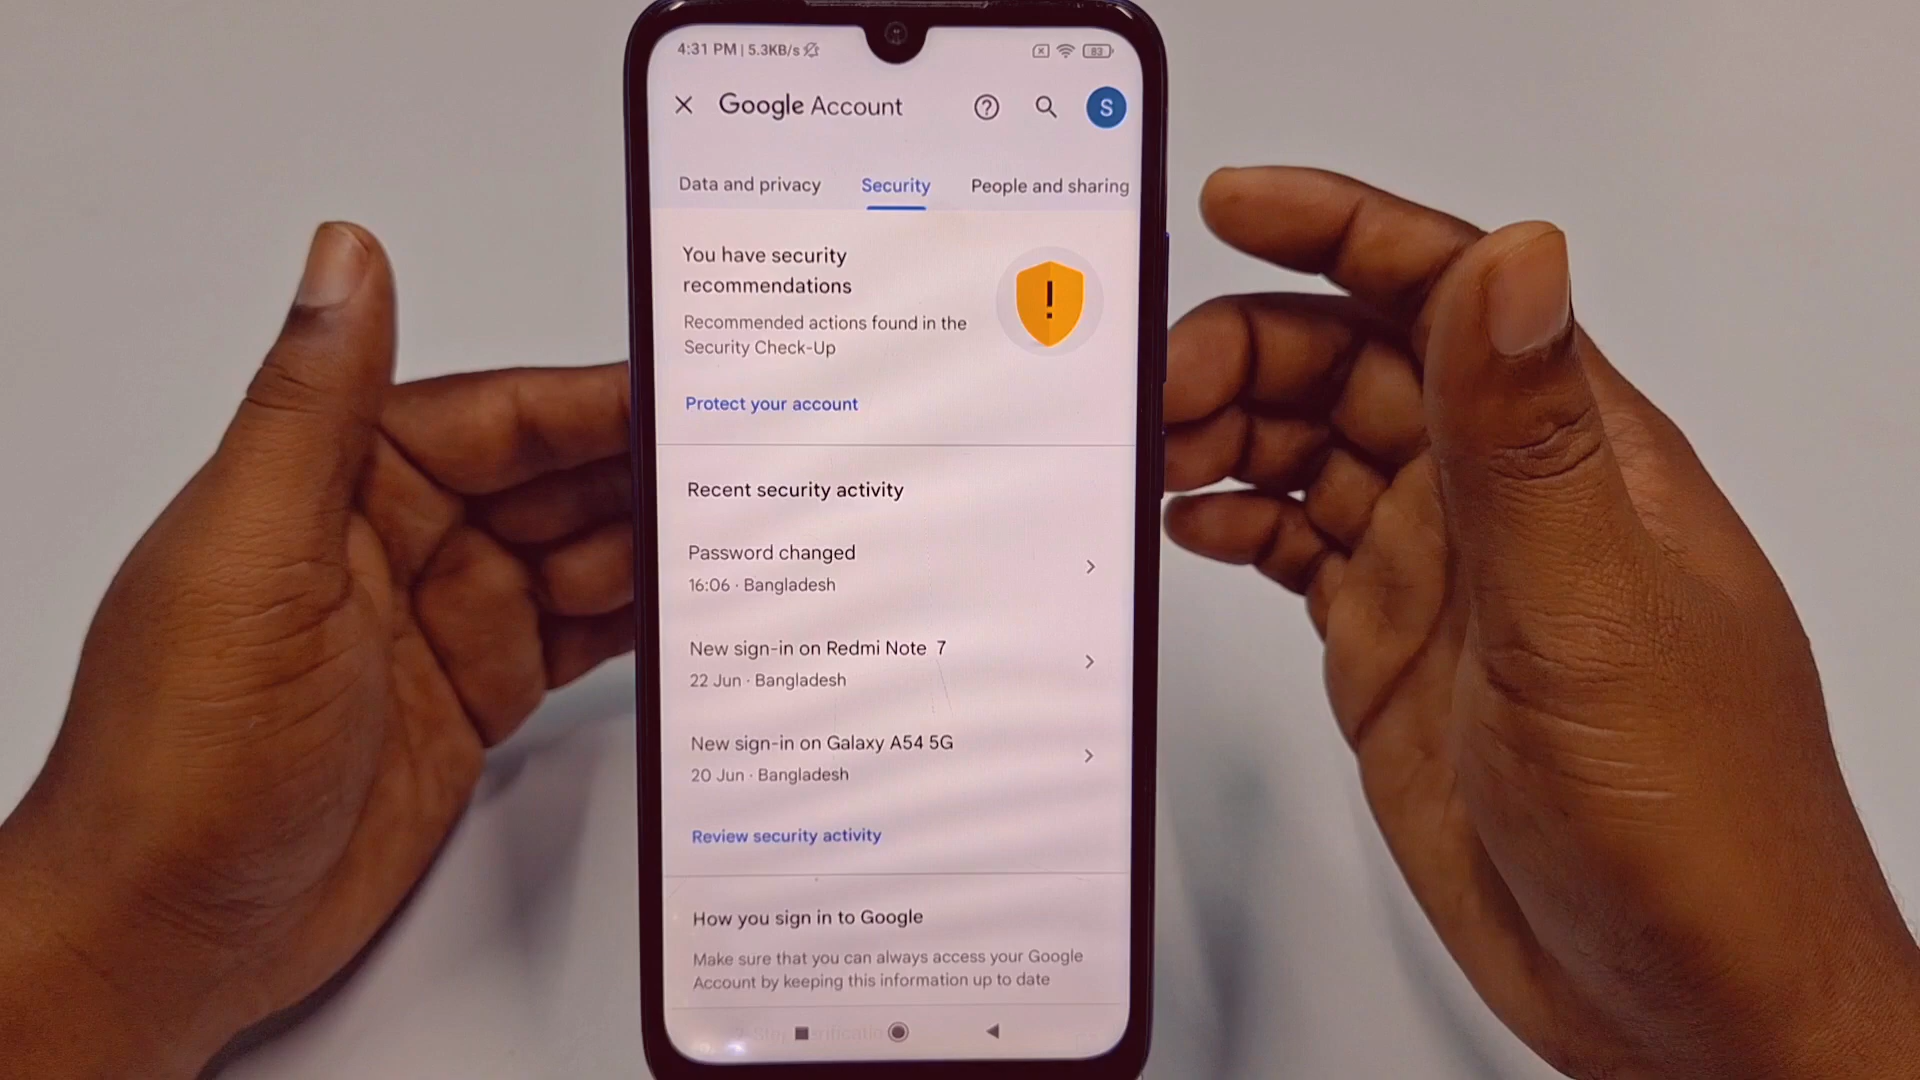 4:31 PM | 5.3KB/s
83
Google Account
S
Data and privacy Security People and sharing
You have security
recommendations
Recommended actions found in the
Security Check-Up
Protect your account
Recent security activity
Password changed
16:06 · Bangladesh
New sign-in on Redmi Note 7
22 Jun · Bangladesh
New sign-in on Galaxy A54 5G
20 Jun · Bangladesh
Review security activity
How you sign in to Google
Make sure that you can always access your Google
Account by keeping this information up to date